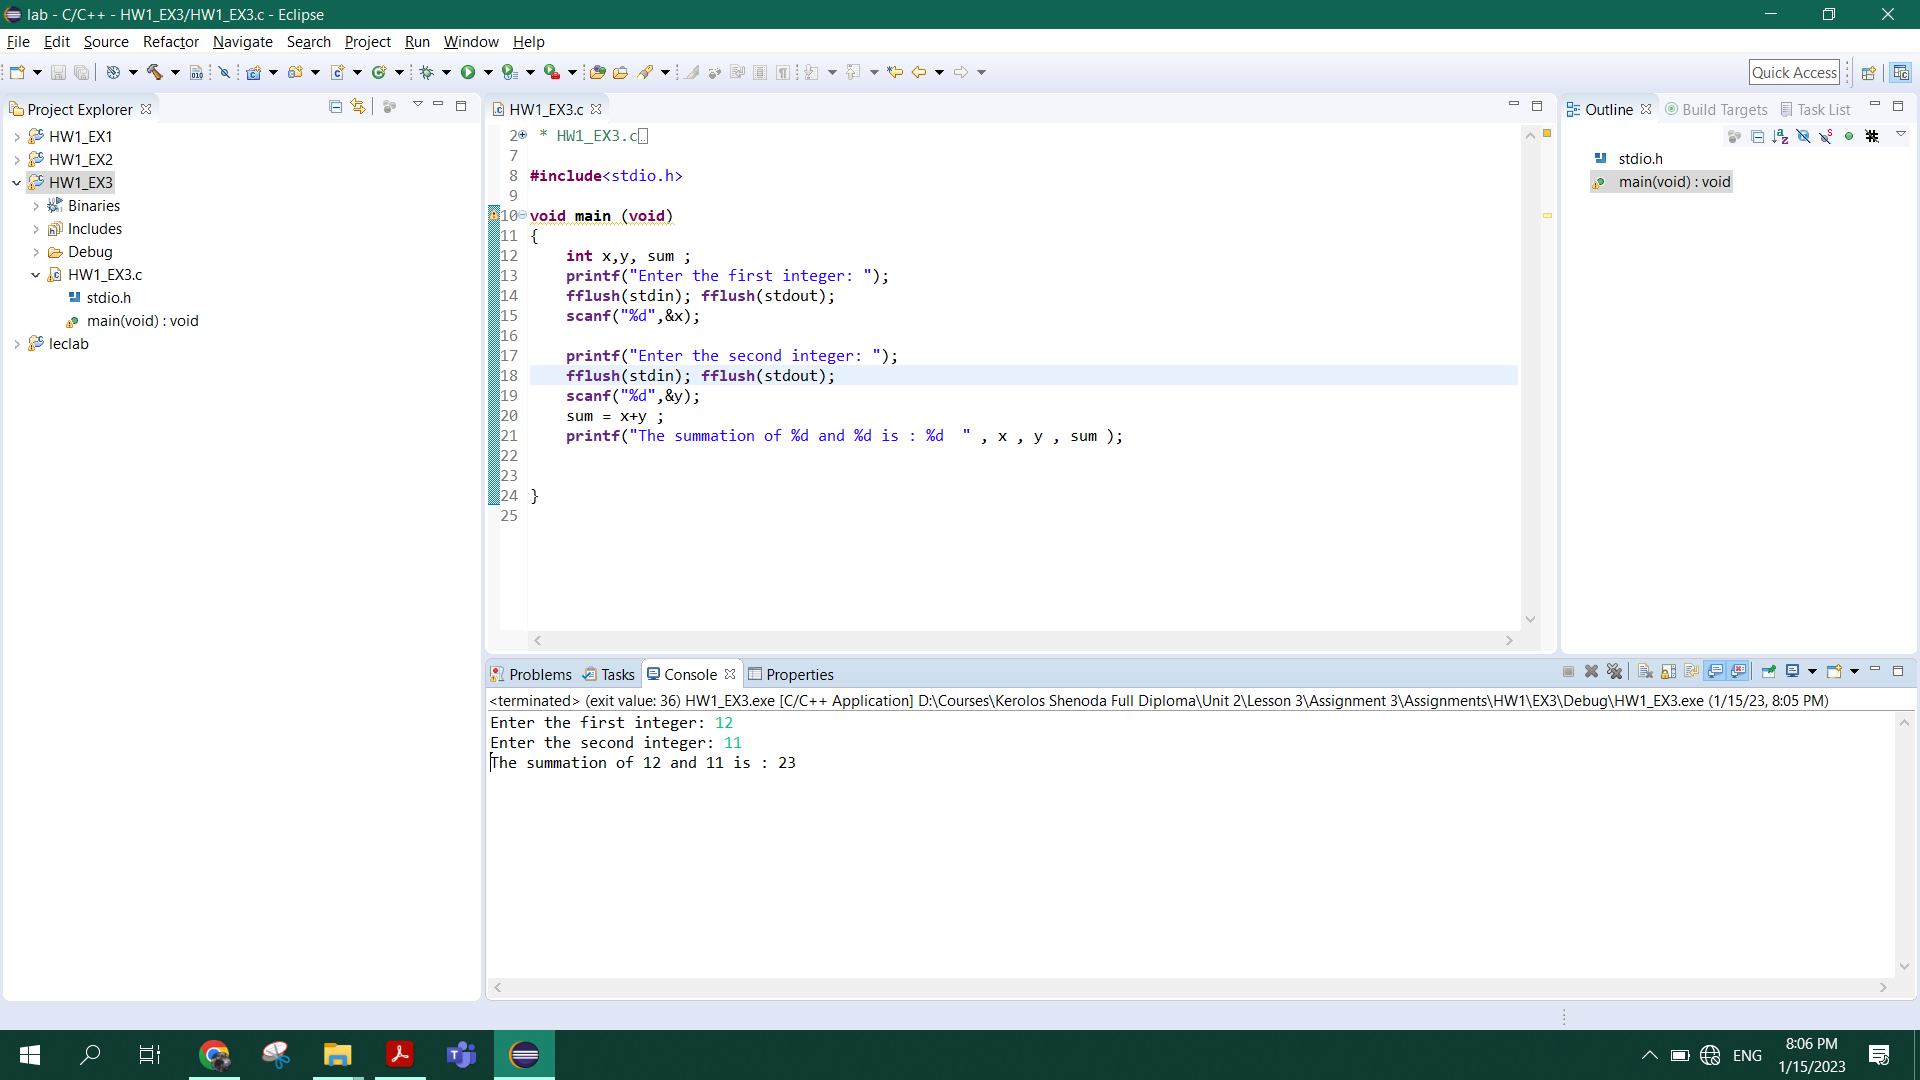 lab - C/C++ - HW1_EX3/HW1_EX3.c - Eclipse
File Edit Source Refactor Navigate Search Project Run Window Help
Quick Access
Project Explorer
HW1_EX1
HW1_EX2
HW1_EX3
Binaries
Includes
Debug
HW1_EX3.c
stdio.h
main(void) : void
leclab
HW1_EX3.c
2 * HW1_EX3.c
7
8 #include<stdio.h>
9
10 void main (void)
11 {
12     int x,y, sum ;
13     printf("Enter the first integer: ");
14     fflush(stdin); fflush(stdout);
15     scanf("%d",&x);
16
17     printf("Enter the second integer: ");
18     fflush(stdin); fflush(stdout);
19     scanf("%d",&y);
20     sum = x+y ;
21     printf("The summation of %d and %d is : %d  " , x , y , sum );
22
23
24 }
25
Outline Build Targets Task List
stdio.h
main(void) : void
Problems Tasks Console Properties
<terminated> (exit value: 36) HW1_EX3.exe [C/C++ Application] D:\Courses\Kerolos Shenoda Full Diploma\Unit 2\Lesson 3\Assignment 3\Assignments\HW1\EX3\Debug\HW1_EX3.exe (1/15/23, 8:05 PM)
Enter the first integer: 12
Enter the second integer: 11
The summation of 12 and 11 is : 23
ENG
8:06 PM
1/15/2023